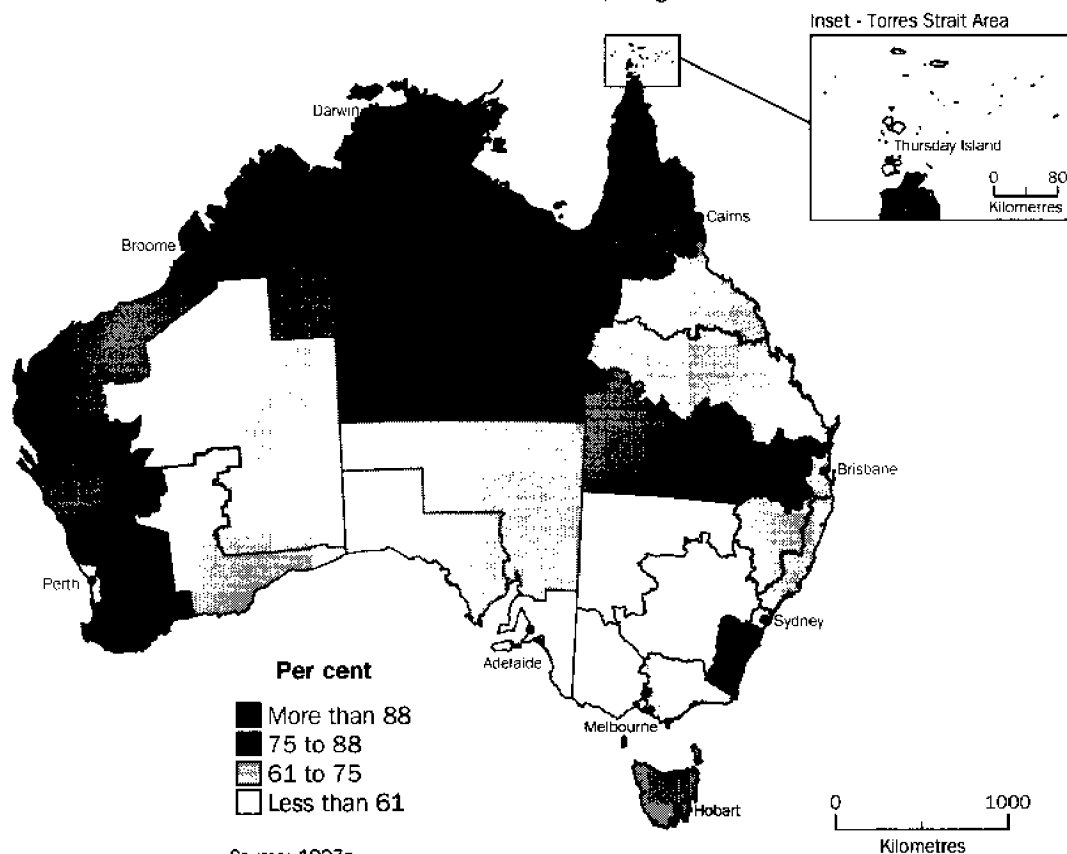 Inset - Torres Strait Area
Darwin
Thursday Island
0 80
Kilometres
Cairns
Broome
Brisbane
Perth
Sydney
Adelaide
Per cent
More than 88
75 to 88
61 to 75
Less than 61
Melbourne
Hobart
0 1000
Kilometres